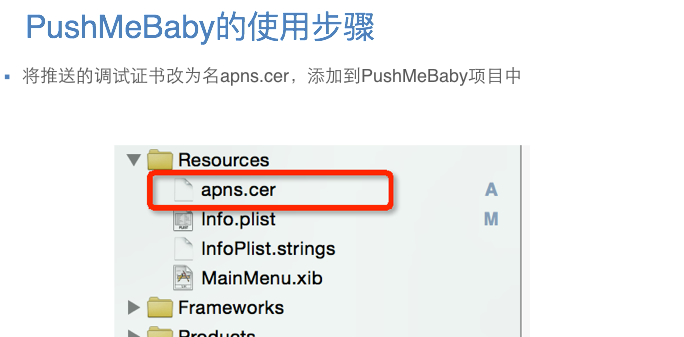 PushMeBaby的使用步骤
将推送的调试证书改为名apns.cer，添加到PushMeBaby项目中
Resources
apns.cer A
Info.plist M
InfoPlist.strings
MainMenu.xib
Frameworks
Products